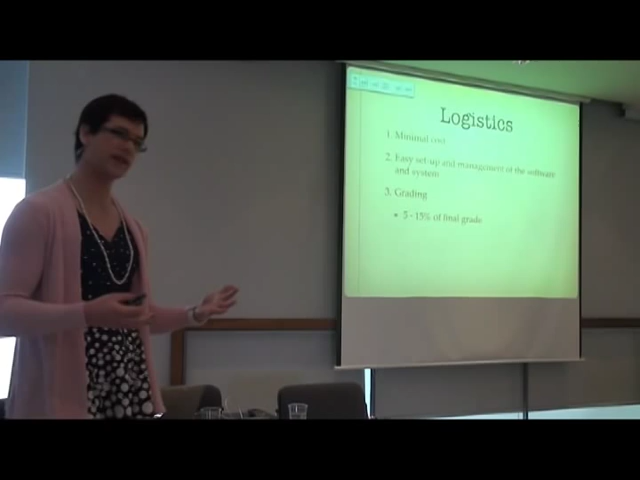 Logistics
1. Minimal cost
2. Easy set-up and management of the software
and system
3. Grading
5 - 15% of final grade